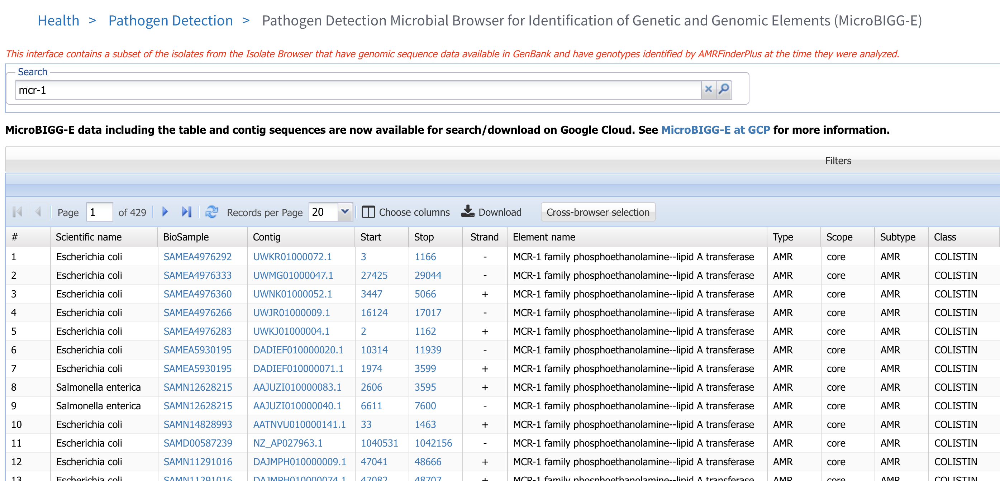 Health > Pathogen Detection > Pathogen Detection Microbial Browser for Identification of Genetic and Genomic Elements (MicroBIGG-E)
This interface contains a subset of the isolates from the Isolate Browser that have genomic sequence data available in GenBank and have genotypes identified by AMRFinderPlus at the time they were analyzed.
Search
mcr-1
MicroBIGG-E data including the table and contig sequences are now available for search/download on Google Cloud. See MicroBIGG-E at GCP for more information.
Filters
Page 1 of 429 Records per Page 20 Choose columns Download Cross-browser selection
# Scientific name BioSample Contig Start Stop Strand Element name Type Scope Subtype Class
1 Escherichia coli SAMEA4976292 UWKR01000072.1 3 1166 - MCR-1 family phosphoethanolamine--lipid A transferase AMR core AMR COLISTIN
2 Escherichia coli SAMEA4976333 UWMG01000047.1 27425 29044 - MCR-1 family phosphoethanolamine--lipid A transferase AMR core AMR COLISTIN
3 Escherichia coli SAMEA4976360 UWNK01000052.1 3447 5066 + MCR-1 family phosphoethanolamine--lipid A transferase AMR core AMR COLISTIN
4 Escherichia coli SAMEA4976266 UWJR01000009.1 16124 17017 - MCR-1 family phosphoethanolamine--lipid A transferase AMR core AMR COLISTIN
5 Escherichia coli SAMEA4976283 UWKJ01000004.1 2 1162 + MCR-1 family phosphoethanolamine--lipid A transferase AMR core AMR COLISTIN
6 Escherichia coli SAMEA5930195 DADIEF010000020.1 10314 11939 - MCR-1 family phosphoethanolamine--lipid A transferase AMR core AMR COLISTIN
7 Escherichia coli SAMEA5930195 DADIEF010000071.1 1974 3599 + MCR-1 family phosphoethanolamine--lipid A transferase AMR core AMR COLISTIN
8 Salmonella enterica SAMN12628215 AAJUZI010000083.1 2606 3595 + MCR-1 family phosphoethanolamine--lipid A transferase AMR core AMR COLISTIN
9 Salmonella enterica SAMN12628215 AAJUZI010000040.1 6611 7600 - MCR-1 family phosphoethanolamine--lipid A transferase AMR core AMR COLISTIN
10 Escherichia coli SAMN14828993 AATNVU010000141.1 33 1463 + MCR-1 family phosphoethanolamine--lipid A transferase AMR core AMR COLISTIN
11 Escherichia coli SAMD00587239 NZ_AP027963.1 1040531 1042156 - MCR-1 family phosphoethanolamine--lipid A transferase AMR core AMR COLISTIN
12 Escherichia coli SAMN11291016 DAJMPH010000009.1 47041 48666 + MCR-1 family phosphoethanolamine--lipid A transferase AMR core AMR COLISTIN
13 Escherichia coli SAMN11291016 DAJMPH010000074.1 47082 48707 + MCR-1 family phosphoethanolamine--lipid A transferase AMR core AMR COLISTIN